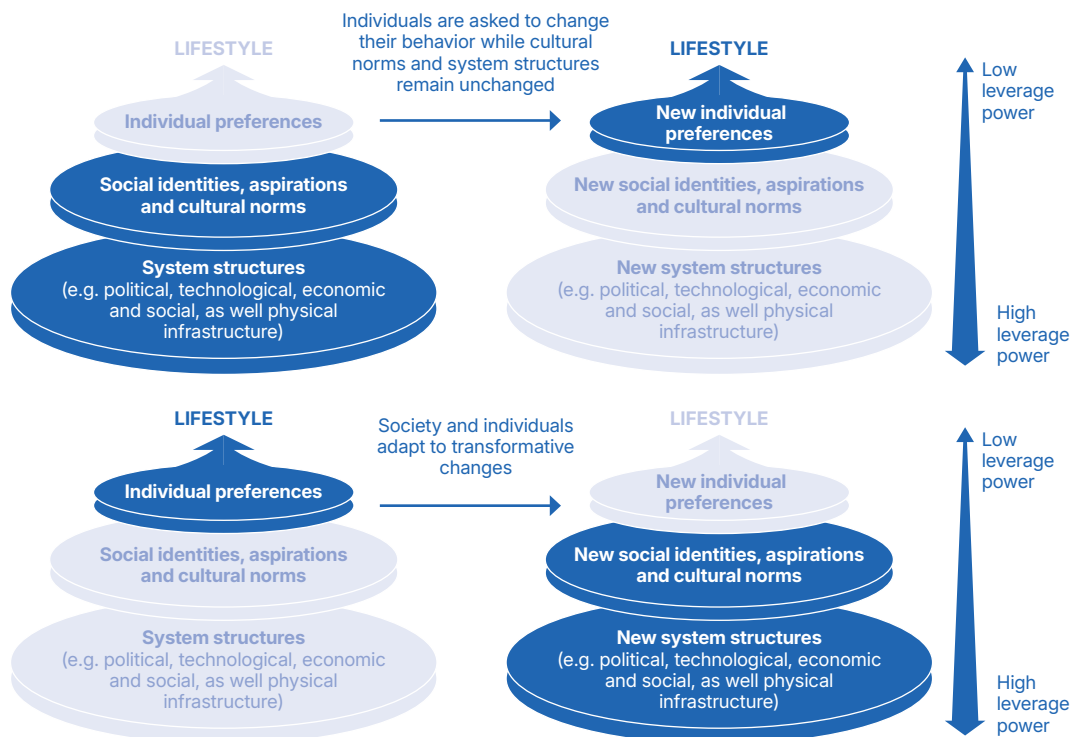 LIFESTYLE
Individual preferences
Social identities, aspirations
and cultural norms
System structures
(e.g. political, technological, economic
and social, as well physical
infrastructure)
Individuals are asked to change
their behavior while cultural
norms and system structures
remain unchanged
LIFESTYLE
New individual
preferences
New social identities, aspirations
and cultural norms
New system structures
(e.g. political, technological, economic
and social, as well physical
infrastructure)
Low
leverage
power
High
leverage
power
LIFESTYLE
Individual preferences
Social identities, aspirations
and cultural norms
System structures
(e.g. political, technological, economic
and social, as well physical
infrastructure)
Society and individuals
adapt to transformative
changes
LIFESTYLE
New individual
preferences
New social identities, aspirations
and cultural norms
New system structures
(e.g. political, technological, economic
and social, as well physical
infrastructure)
Low
leverage
power
High
leverage
power